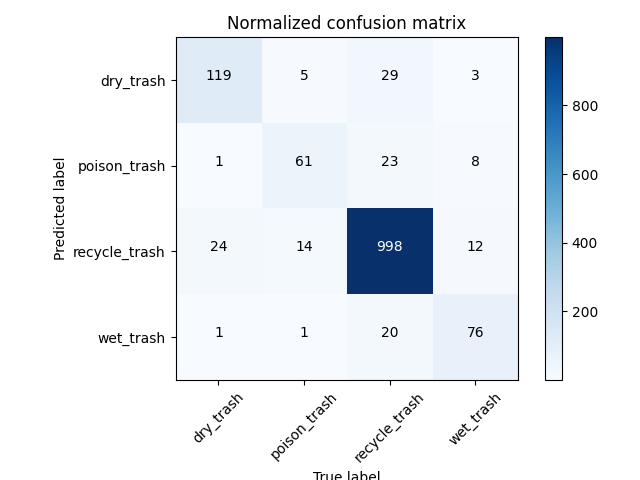 Normalized confusion matrix
dry_trash 119 5 29 3
poison_trash 1 61 23 8
recycle_trash 24 14 998 12
wet_trash 1 1 20 76
dry_trash poison_trash recycle_trash wet_trash
True label
Predicted label
800
600
400
200